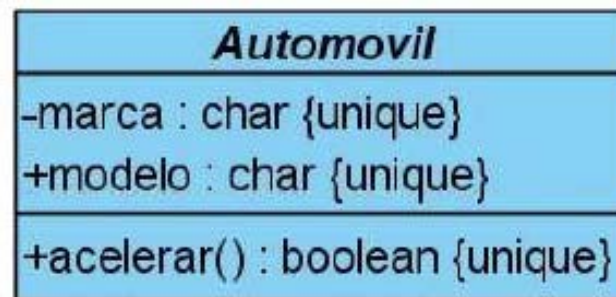 Automovil
-marca : char {unique}
+modelo : char {unique}
+acelerar() : boolean {unique}